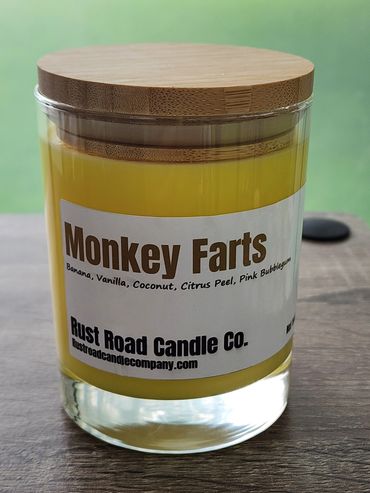 Monkey Farts
Banana, Vanilla, Coconut, Citrus Peel, Pink Bubblegum
Rust Road Candle Co.
Rustroadcandlecompany.com